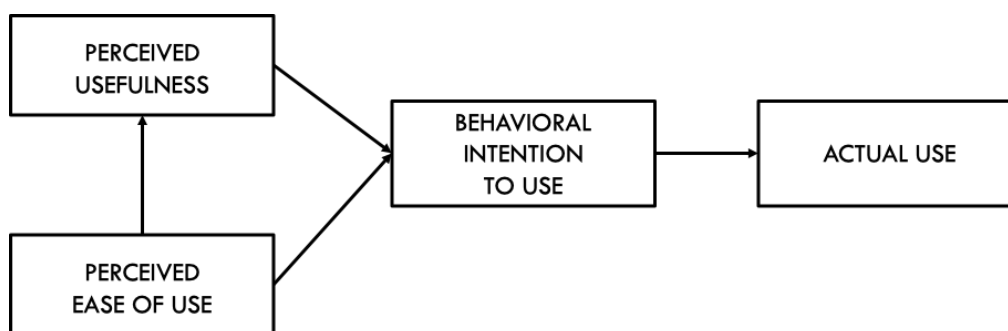 PERCEIVED
USEFULNESS
BEHAVIORAL
INTENTION
TO USE
ACTUAL USE
PERCEIVED
EASE OF USE